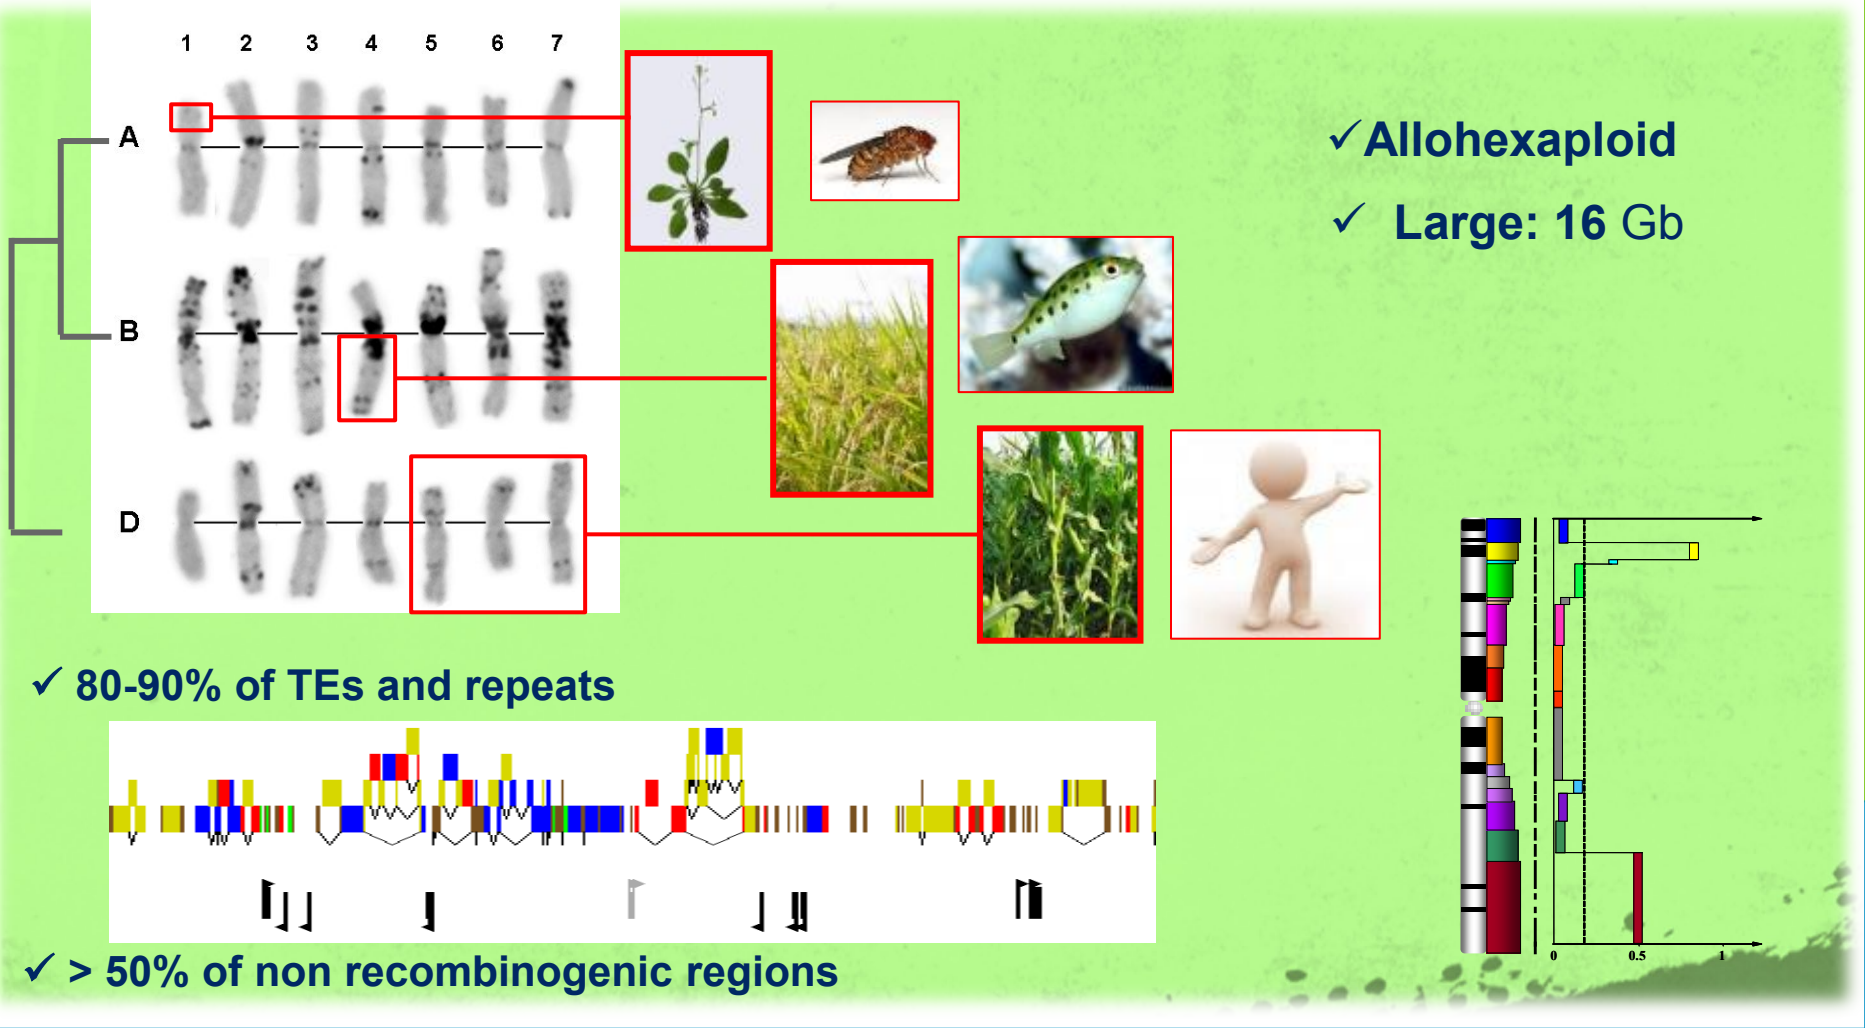 1 2 3 4 5 6 7
A
B
D
✓Allohexaploid
✓ Large: 16 Gb
✓ 80-90% of TEs and repeats
✓ > 50% of non recombinogenic regions
0 0.5 1